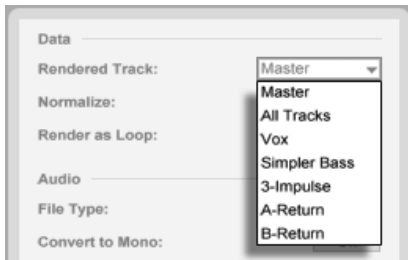 Data
Rendered Track: Master
Master
Normalize:
All Tracks
Render as Loop:
Vox
Simpler Bass
Audio
3-Impulse
File Type:
A-Return
Convert to Mono:
B-Return